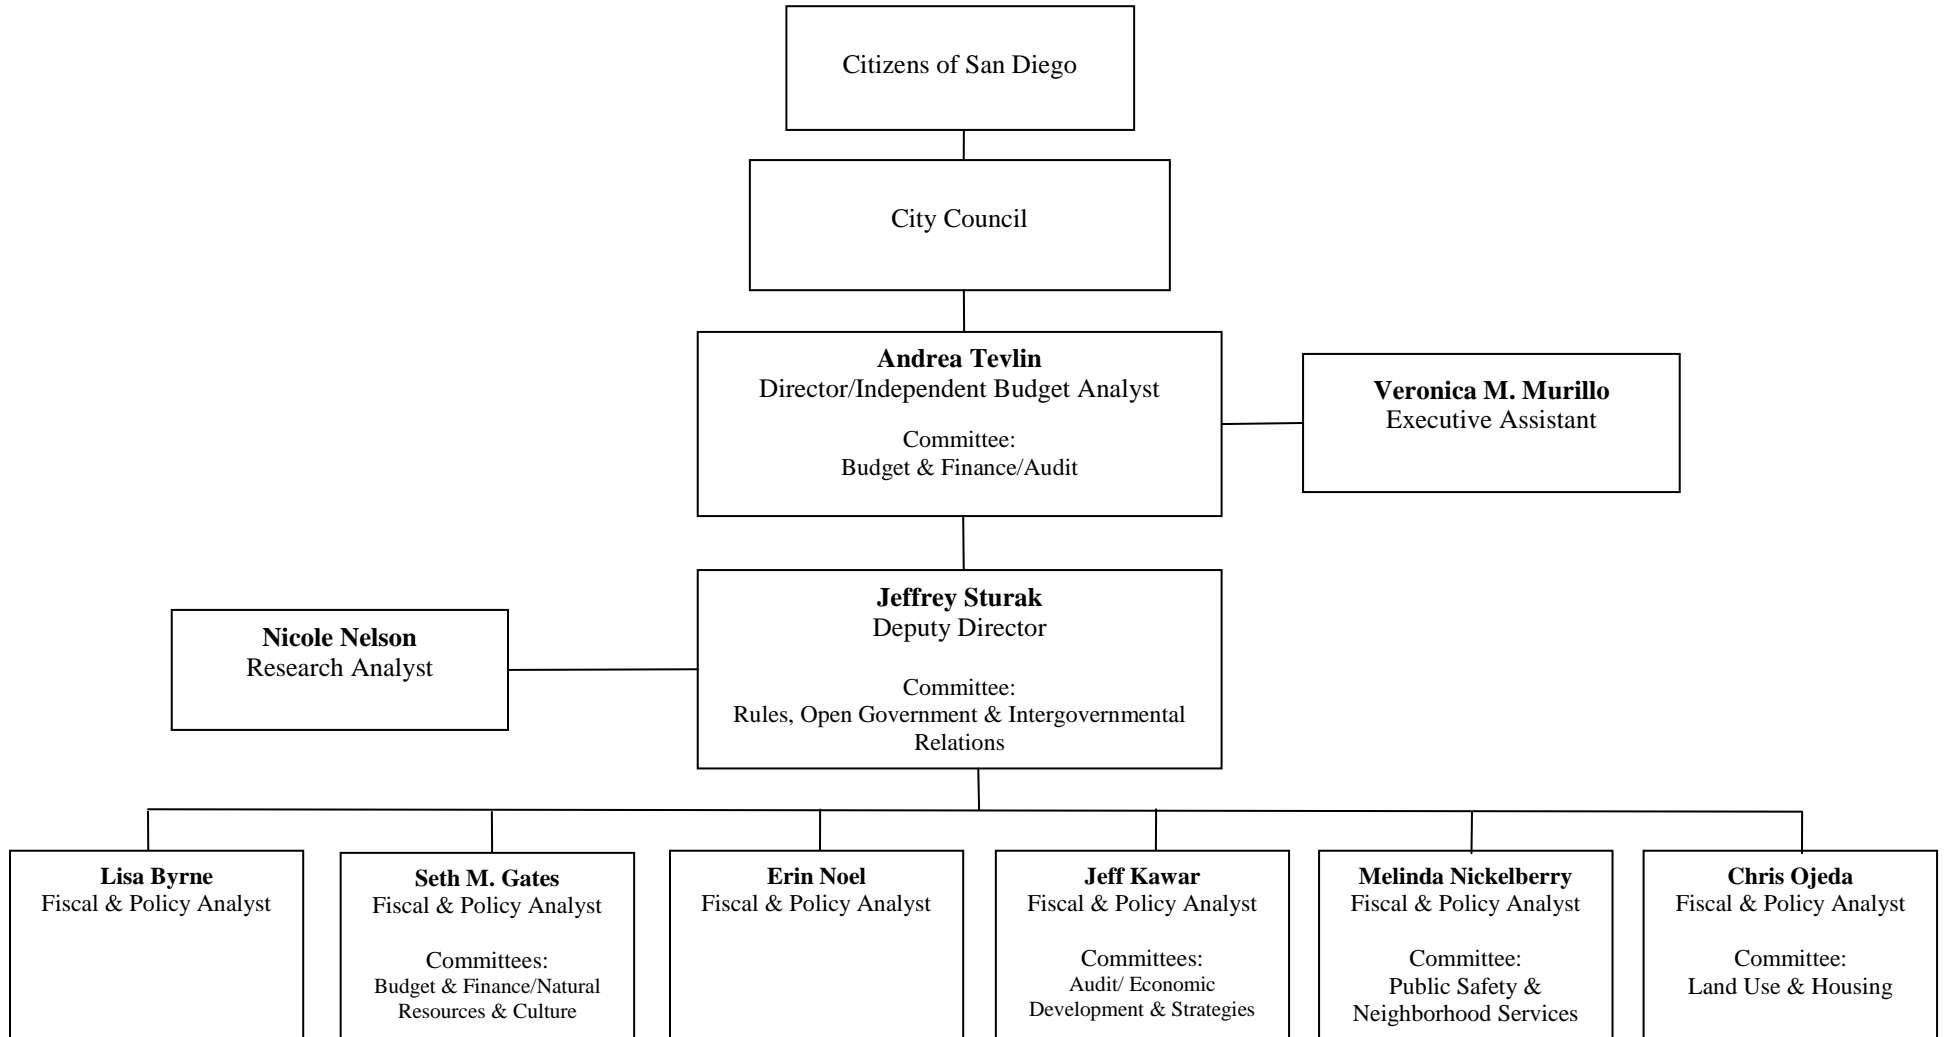 Citizens of San Diego
City Council
Andrea Tevlin
Director/Independent Budget Analyst
Committee:
Budget & Finance/Audit
Veronica M. Murillo
Executive Assistant
Jeffrey Sturak
Deputy Director
Committee:
Rules, Open Government & Intergovernmental
Relations
Nicole Nelson
Research Analyst
Lisa Byrne
Fiscal & Policy Analyst
Seth M. Gates
Fiscal & Policy Analyst
Committees:
Budget & Finance/Natural
Resources & Culture
Erin Noel
Fiscal & Policy Analyst
Jeff Kawar
Fiscal & Policy Analyst
Committees:
Audit/ Economic
Development & Strategies
Melinda Nickelberry
Fiscal & Policy Analyst
Committee:
Public Safety &
Neighborhood Services
Chris Ojeda
Fiscal & Policy Analyst
Committee:
Land Use & Housing